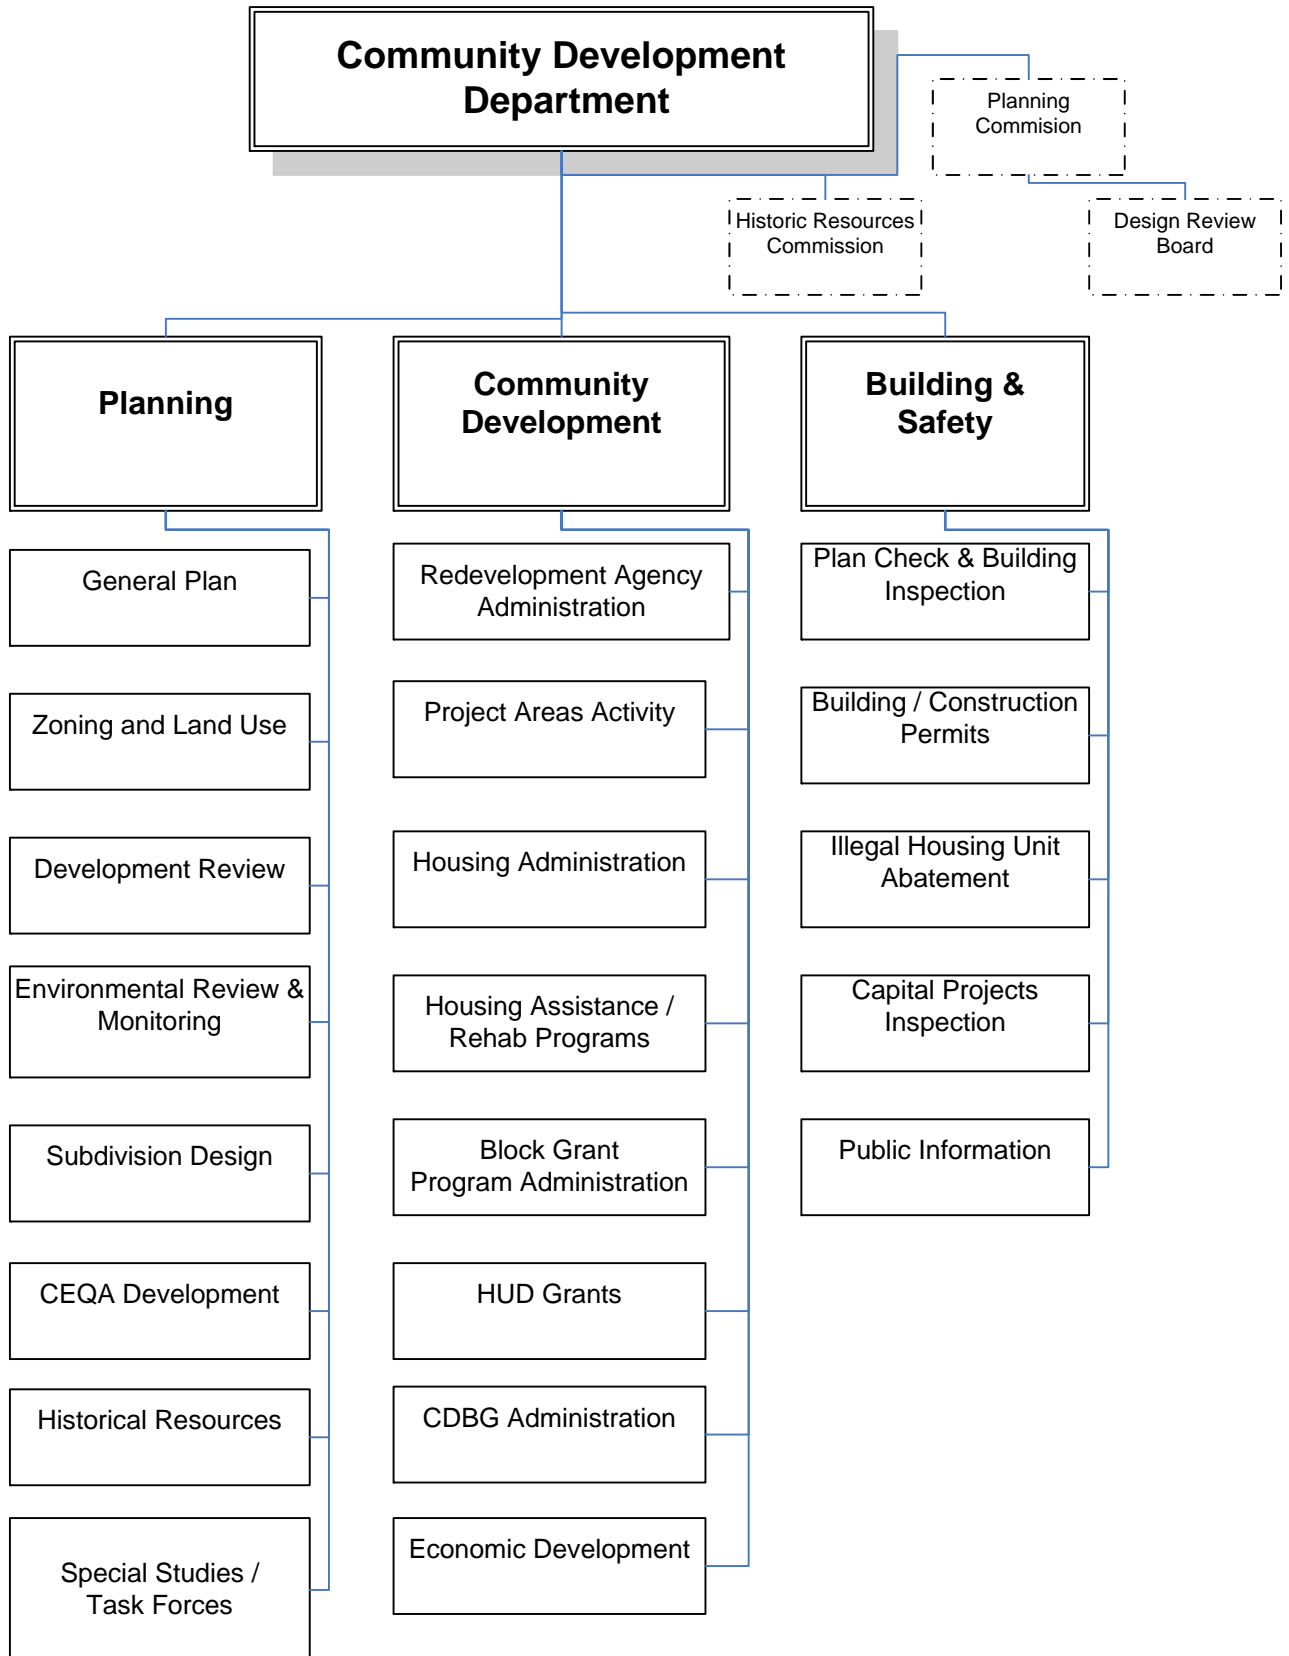 Community Development
Department
Planning
Commision
Historic Resources
Commission
Design Review
Board
Planning
Community
Development
Building &
Safety
General Plan
Zoning and Land Use
Development Review
Environmental Review &
Monitoring
Subdivision Design
CEQA Development
Historical Resources
Special Studies /
Task Forces
Redevelopment Agency
Administration
Project Areas Activity
Housing Administration
Housing Assistance /
Rehab Programs
Block Grant
Program Administration
HUD Grants
CDBG Administration
Economic Development
Plan Check & Building
Inspection
Building / Construction
Permits
Illegal Housing Unit
Abatement
Capital Projects
Inspection
Public Information